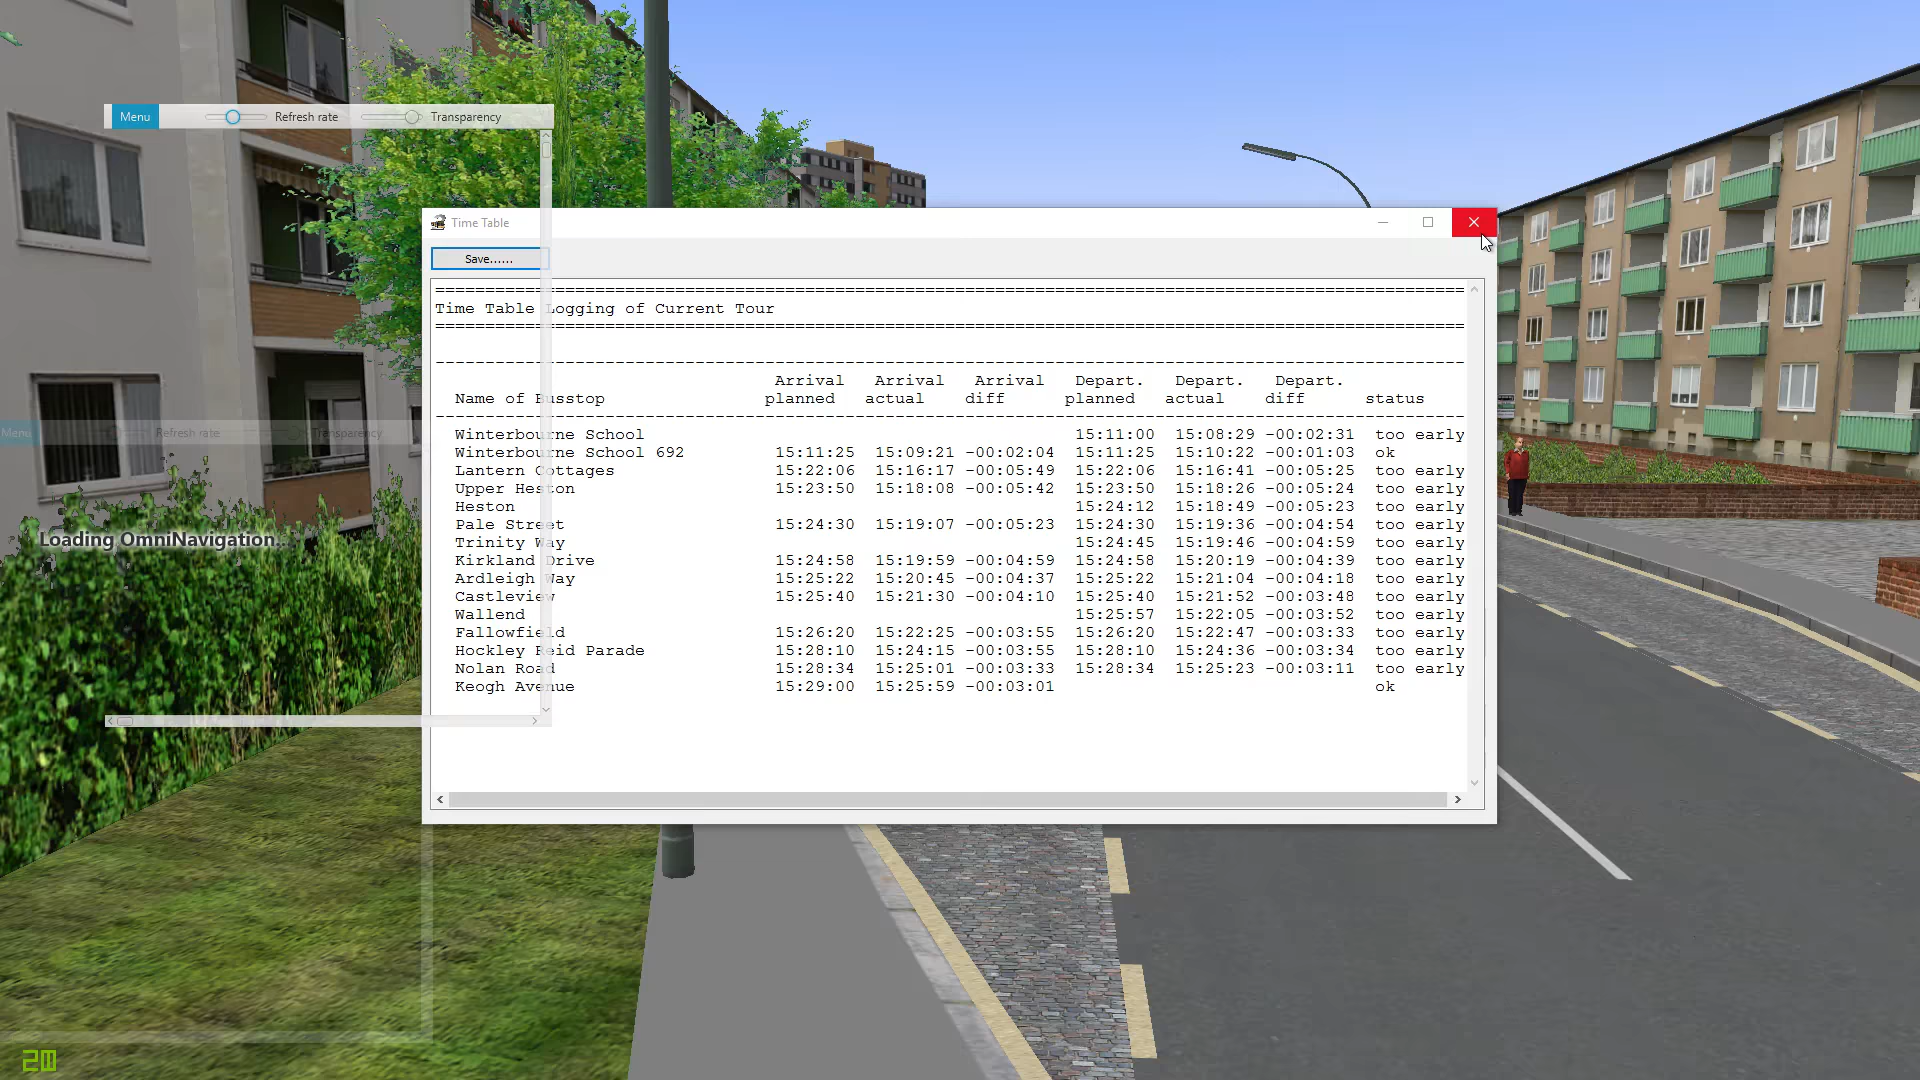 Menu Refresh rate Transparency
Time Table
Save......
Time Table Logging of Current Tour
Arrival Arrival Arrival Depart. Depart. Depart.
Name of Busstop planned actual diff planned actual diff status
Winterbourne School 15:11:00 15:08:29 -00:02:31 too early
Winterbourne School 692 15:11:25 15:09:21 -00:02:04 15:11:25 15:10:22 -00:01:03 ok
Lantern Cottages 15:22:06 15:16:17 -00:05:49 15:22:06 15:16:41 -00:05:25 too early
Upper Heston 15:23:50 15:18:08 -00:05:42 15:23:50 15:18:26 -00:05:24 too early
Heston 15:24:12 15:18:49 -00:05:23 too early
Pale Street 15:24:30 15:19:07 -00:05:23 15:24:30 15:19:36 -00:04:54 too early
Trinity Way 15:24:45 15:19:46 -00:04:59 too early
Kirkland Drive 15:24:58 15:19:59 -00:04:59 15:24:58 15:20:19 -00:04:39 too early
Ardleigh Way 15:25:22 15:20:45 -00:04:37 15:25:22 15:21:04 -00:04:18 too early
Castleview 15:25:40 15:21:30 -00:04:10 15:25:40 15:21:52 -00:03:48 too early
Wallend 15:25:57 15:22:05 -00:03:52 too early
Fallowfield 15:26:20 15:22:25 -00:03:55 15:26:20 15:22:47 -00:03:33 too early
Hockley Reid Parade 15:28:10 15:24:15 -00:03:55 15:28:10 15:24:36 -00:03:34 too early
Nolan Road 15:28:34 15:25:01 -00:03:33 15:28:34 15:25:23 -00:03:11 too early
Keogh Avenue 15:29:00 15:25:59 -00:03:01 ok
Menu Refresh rate Transparency
Loading OmniNavigation...
20